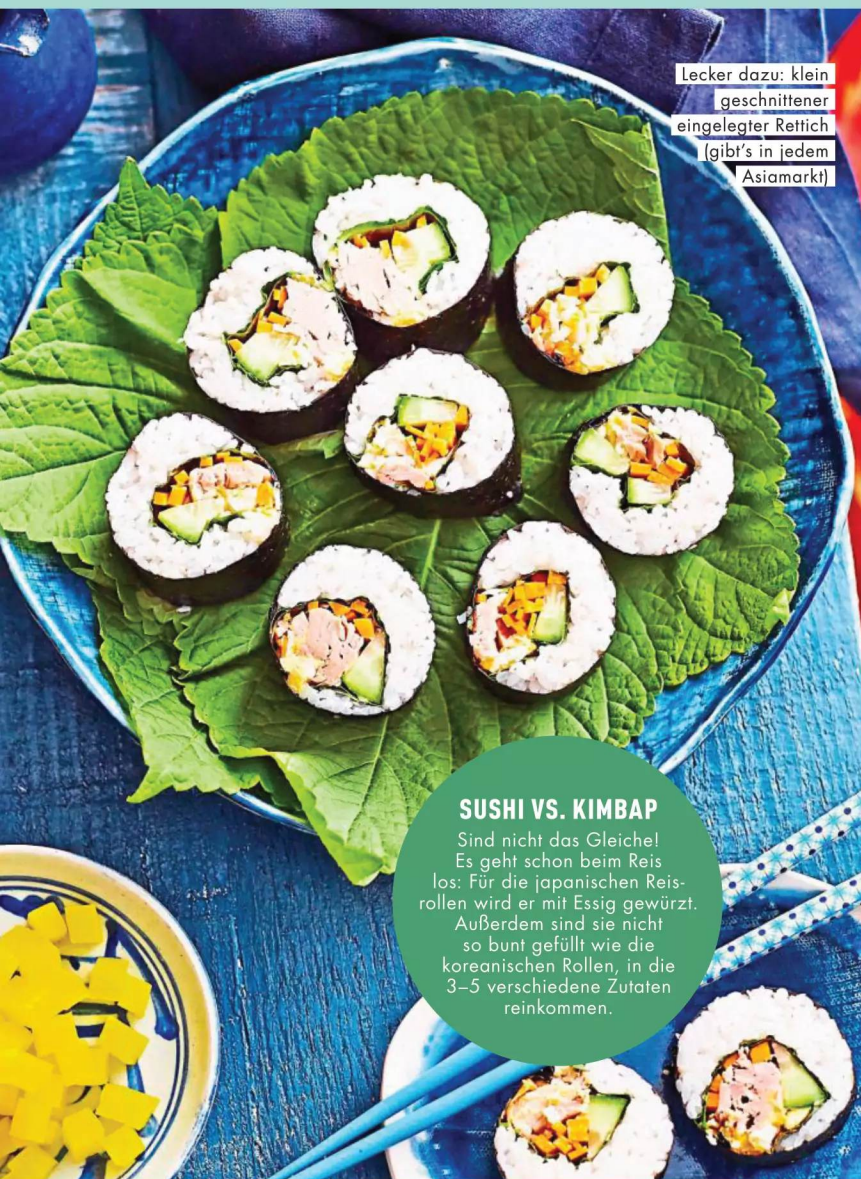 Lecker dazu: klein
geschnittener
eingelegter Rettich
(gibt's in jedem
Asiamarkt)
SUSHI VS. KIMBAP
Sind nicht das Gleiche!
Es geht schon beim Reis
los: Für die japanischen Reis-
rollen wird er mit Essig gewürzt.
Außerdem sind sie nicht
so bunt gefüllt wie die
koreanischen Rollen, in die
3–5 verschiedene Zutaten
reinkommen.